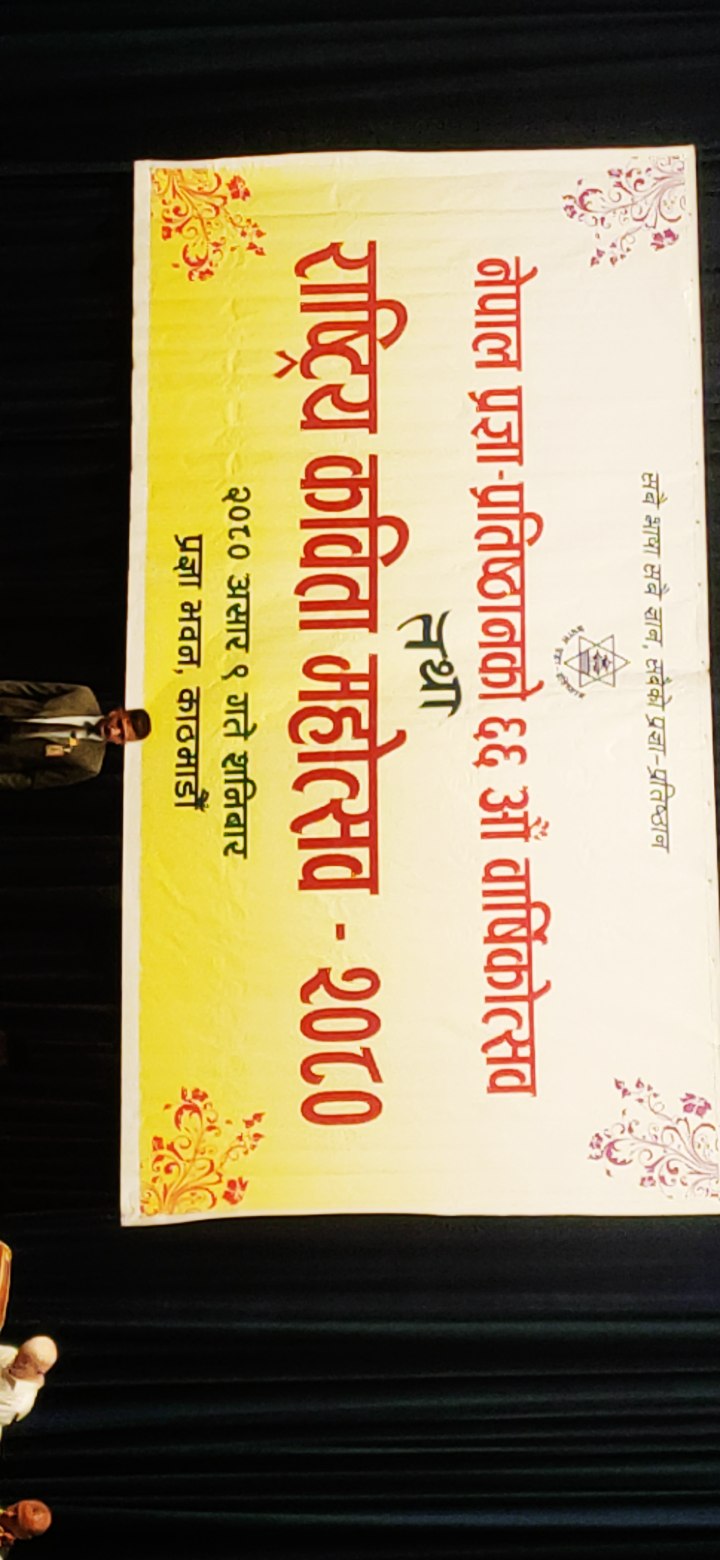 सबै भाषा सबै ज्ञान, सबैको प्रज्ञा-प्रतिष्ठान
नेपाल प्रज्ञा-प्रतिष्ठानको ६६ औँ वार्षिकोत्सव
तथा
राष्ट्रिय कविता महोत्सव - २०८०
२०८० असार ९ गते शनिवार
प्रज्ञा भवन, काठमाडौँ